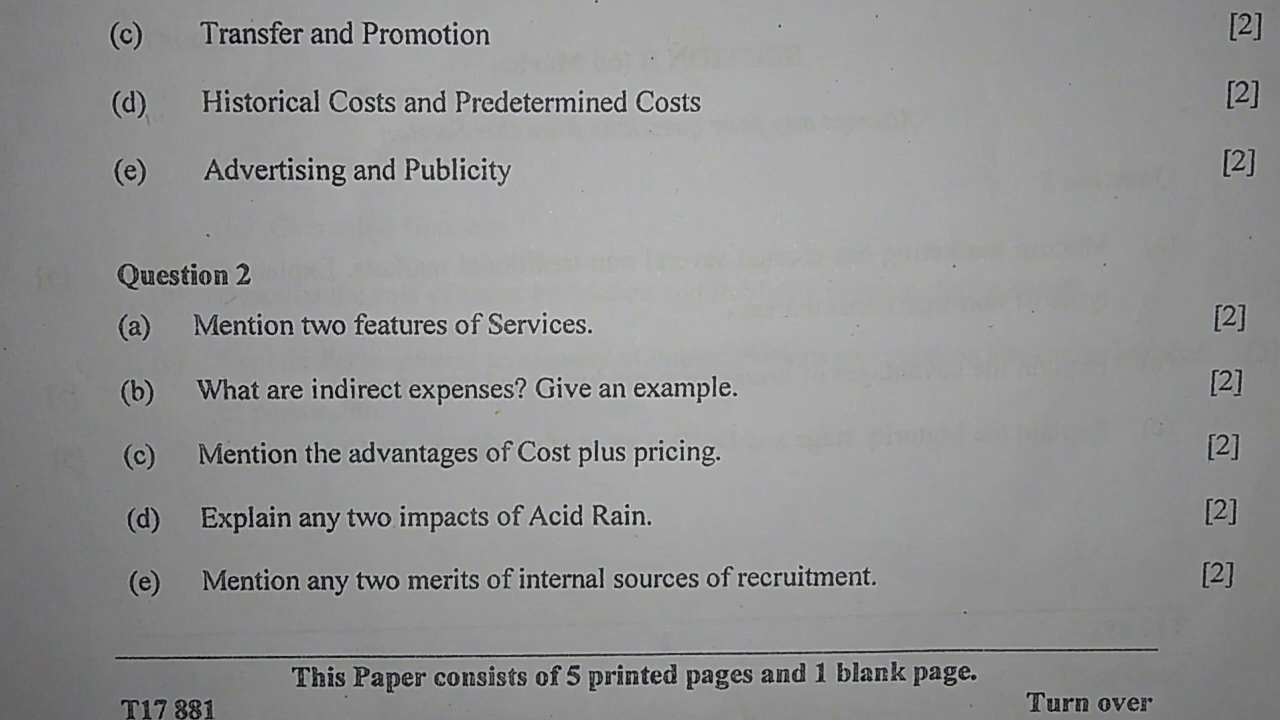 (c) Transfer and Promotion [2]
(d) Historical Costs and Predetermined Costs [2]
(e) Advertising and Publicity [2]
Question 2
(a) Mention two features of Services. [2]
(b) What are indirect expenses? Give an example. [2]
(c) Mention the advantages of Cost plus pricing. [2]
(d) Explain any two impacts of Acid Rain. [2]
(e) Mention any two merits of internal sources of recruitment. [2]
This Paper consists of 5 printed pages and 1 blank page.
T17 881 Turn over